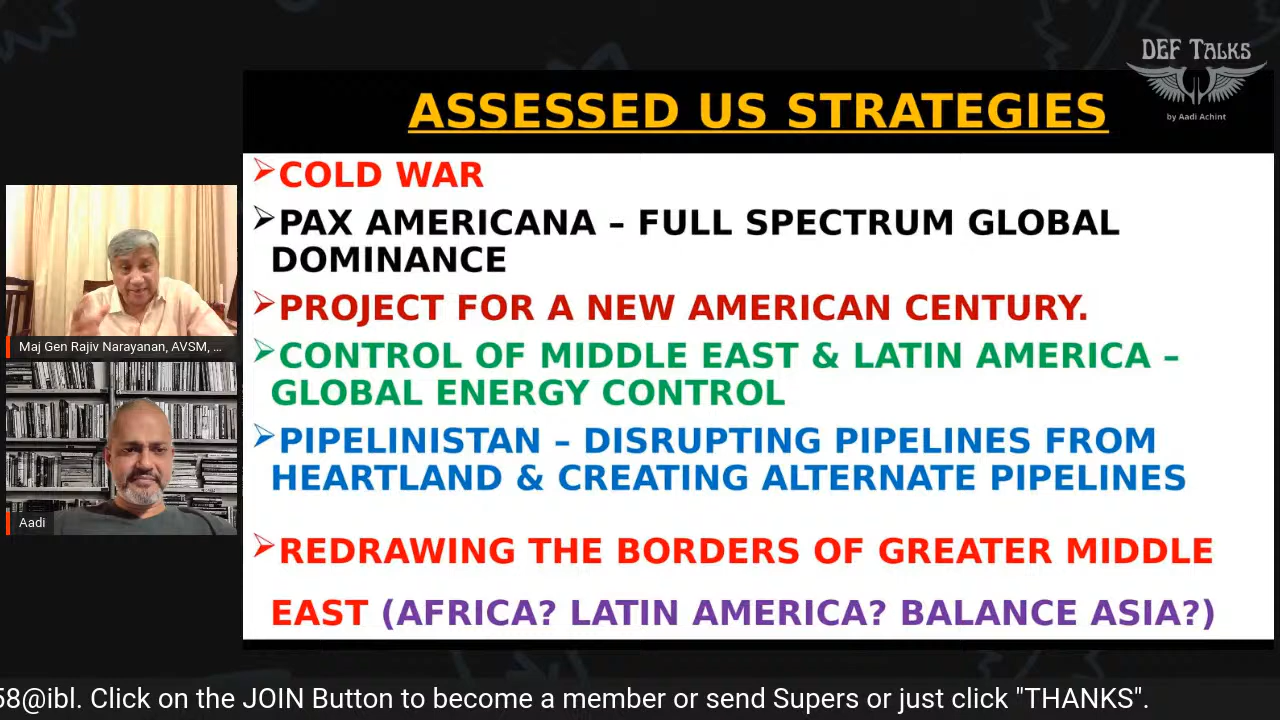 DEF TALKS
by Aadi Achint
ASSESSED US STRATEGIES
➢COLD WAR
➢PAX AMERICANA – FULL SPECTRUM GLOBAL
DOMINANCE
➢PROJECT FOR A NEW AMERICAN CENTURY.
➢CONTROL OF MIDDLE EAST & LATIN AMERICA –
GLOBAL ENERGY CONTROL
➢PIPELINISTAN – DISRUPTING PIPELINES FROM
HEARTLAND & CREATING ALTERNATE PIPELINES
➢REDRAWING THE BORDERS OF GREATER MIDDLE
EAST (AFRICA? LATIN AMERICA? BALANCE ASIA?)
Maj Gen Rajiv Narayanan, AVSM, ...
Aadi
58@ibl. Click on the JOIN Button to become a member or send Supers or just click "THANKS".